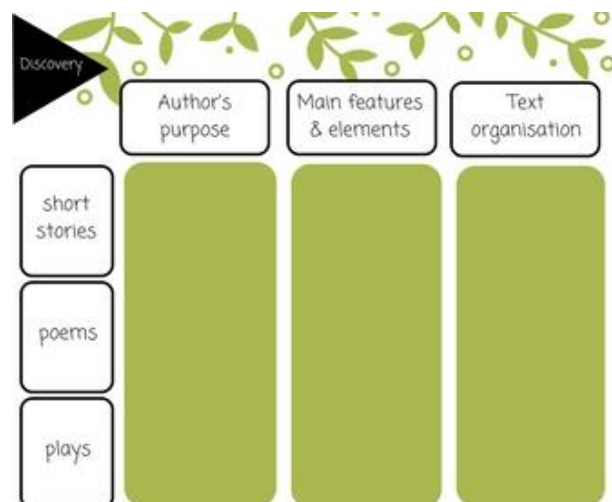 Discovery
Author's
purpose
Main features
& elements
Text
organisation
short
stories
poems
plays